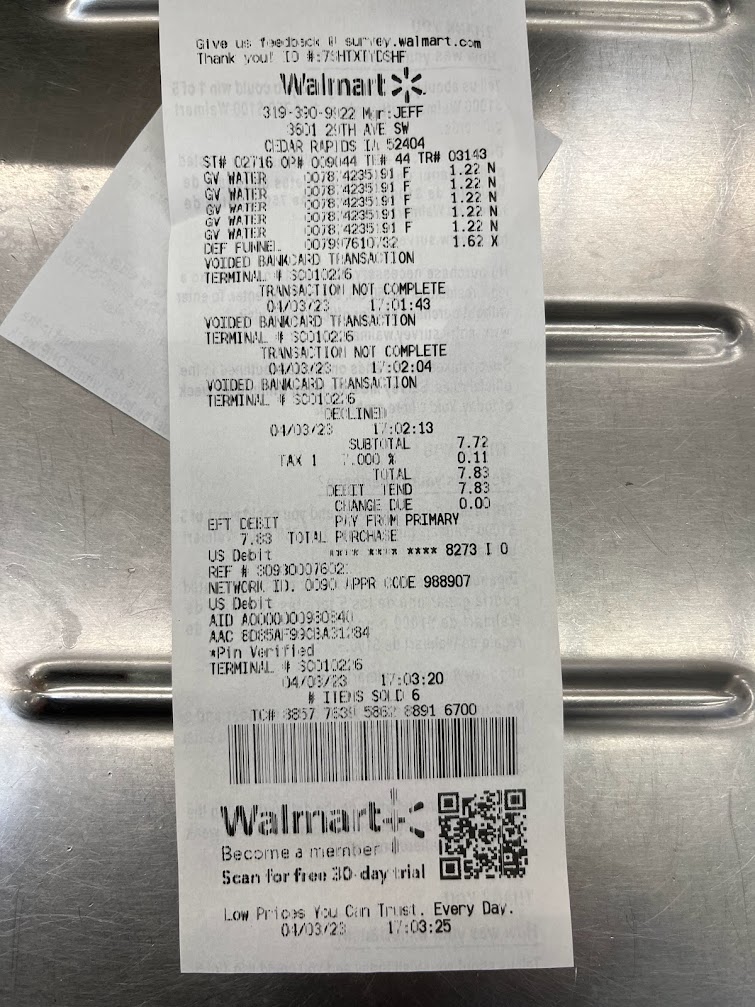 Give us feedback @ survey.walmart.com
Thank you! ID #:
Walmart
319-390-9922 Mgr:JEFF
3601 29TH AVE SW
CEDAR RAPIDS IA 52404
ST# 02716 OP# 009044 TE# 44 TR# 03143
GV WATER 007874235191 F 1.22 N
GV WATER 007874235191 F 1.22 N
GV WATER 007874235191 F 1.22 N
GV WATER 007874235191 F 1.22 N
GV WATER 007874235191 F 1.22 N
DEF FUNNEL 007997610732 1.62 X
VOIDED BANKCARD TRANSACTION
TERMINAL # SC010226
TRANSACTION NOT COMPLETE
04/03/23 17:01:43
VOIDED BANKCARD TRANSACTION
TERMINAL # SC010226
TRANSACTION NOT COMPLETE
04/03/23 17:02:04
VOIDED BANKCARD TRANSACTION
TERMINAL # SC010226
DECLINED
04/03/23 17:02:13
SUBTOTAL 7.72
TAX 1 7.000 % 0.11
TOTAL 7.83
DEBIT TEND 7.83
CHANGE DUE 0.00
EFT DEBIT PAY FROM PRIMARY
7.83 TOTAL PURCHASE
US Debit **** **** **** 8273 I 0
REF #
NETWORK ID. 0090 APPR CODE 988907
US Debit
AID A0000000980840
AAC
*Pin Verified
TERMINAL # SC010226
04/03/23 17:03:20
# ITEMS SOLD 6
TC# 8857 7639 5862 8891 6700
Walmart
Become a member
Scan for free 30-day trial
Low Prices You Can Trust. Every Day.
04/03/23 17:03:25